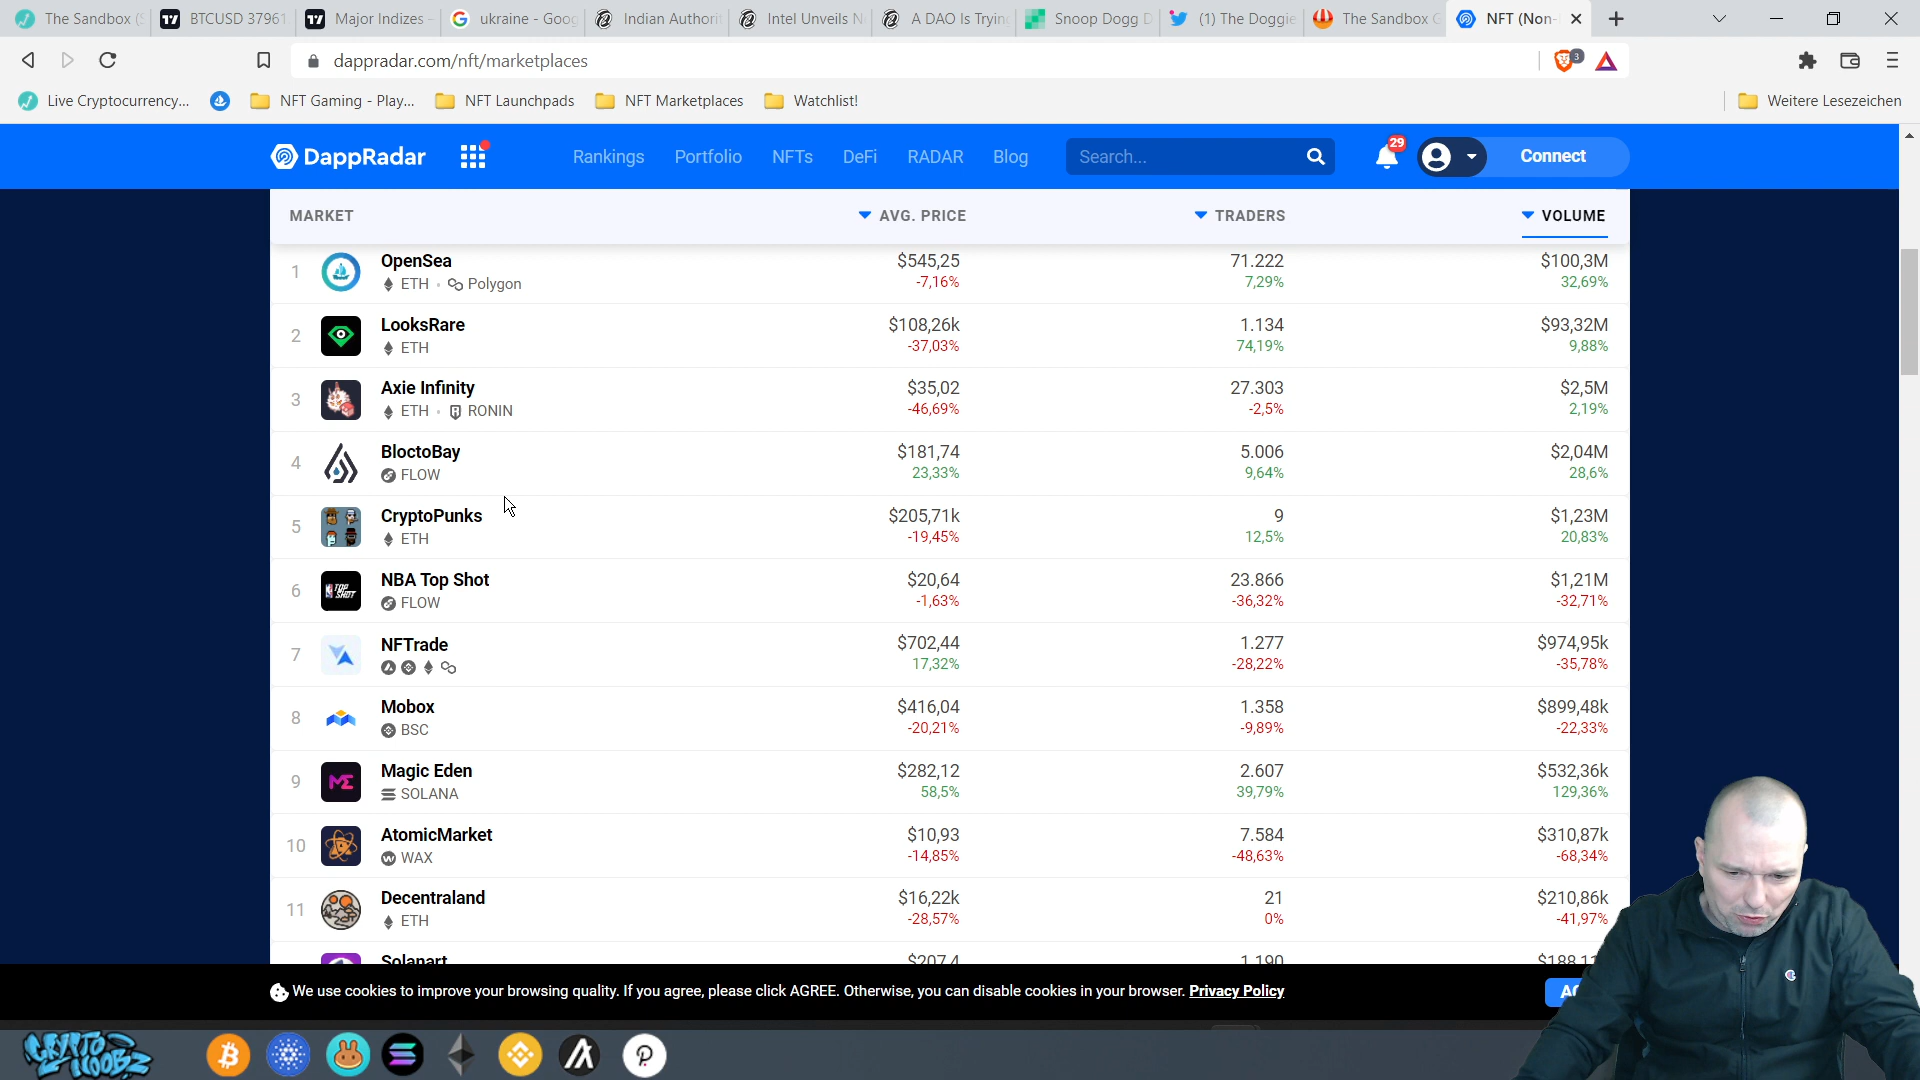 The Sandbox (S
BTCUSD 37961
Major Indizes -
ukraine - Goog
Indian Authori
Intel Unveils N
A DAO Is Tryin
Snoop Dogg D
(1) The Doggie
The Sandbox G
NFT (Non-
dappradar.com/nft/marketplaces
3
Live Cryptocurrency...
NFT Gaming - Play...
NFT Launchpads
NFT Marketplaces
Watchlist!
Weitere Lesezeichen
DappRadar
Rankings
Portfolio
NFTs
DeFi
RADAR
Blog
Search...
29
Connect
MARKET AVG. PRICE TRADERS VOLUME
1 OpenSea $545,25 71.222 $100,3M
ETH • Polygon -7,16% 7,29% 32,69%
2 LooksRare $108,26k 1.134 $93,32M
ETH -37,03% 74,19% 9,88%
3 Axie Infinity $35,02 27.303 $2,5M
ETH • RONIN -46,69% -2,5% 2,19%
4 BloctoBay $181,74 5.006 $2,04M
FLOW 23,33% 9,64% 28,6%
5 CryptoPunks $205,71k 9 $1,23M
ETH -19,45% 12,5% 20,83%
6 NBA Top Shot $20,64 23.866 $1,21M
FLOW -1,63% -36,32% -32,71%
7 NFTrade $702,44 1.277 $974,95k
17,32% -28,22% -35,78%
8 Mobox $416,04 1.358 $899,48k
BSC -20,21% -9,89% -22,33%
9 Magic Eden $282,12 2.607 $532,36k
SOLANA 58,5% 39,79% 129,36%
10 AtomicMarket $10,93 7.584 $310,87k
WAX -14,85% -48,63% -68,34%
11 Decentraland $16,22k 21 $210,86k
ETH -28,57% 0% -41,97%
Solanart $207,4 1.190
We use cookies to improve your browsing quality. If you agree, please click AGREE. Otherwise, you can disable cookies in your browser. Privacy Policy
CRYPTO
NOOBZ